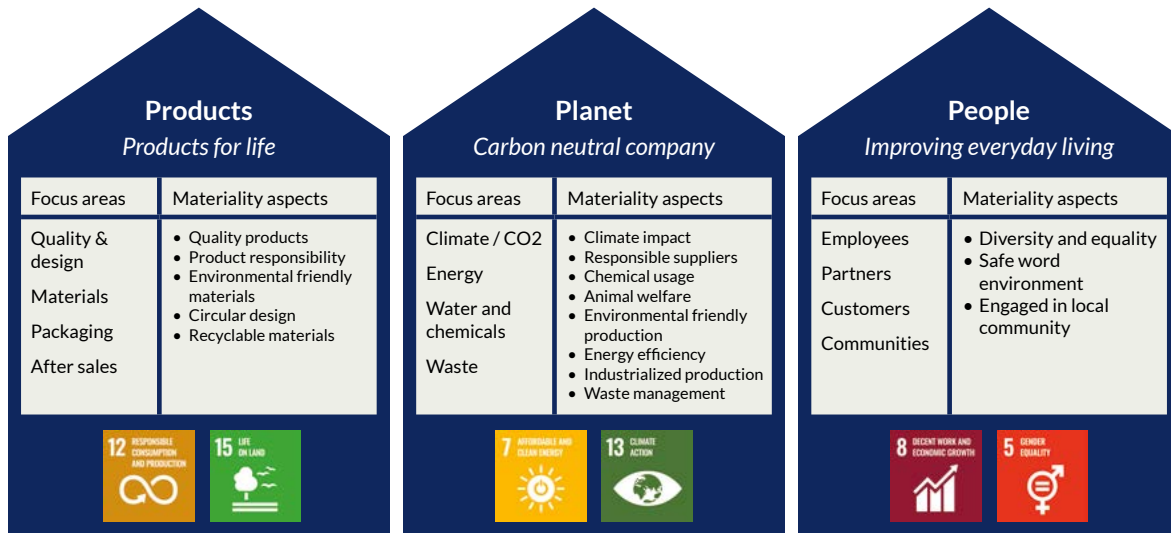 Products
Products for life
Focus areas
Materiality aspects
Quality &
design
Materials
Packaging
After sales
• Quality products
• Product responsibility
• Environmental friendly
materials
• Circular design
• Recyclable materials
12 RESPONSIBLE
CONSUMPTION
AND PRODUCTION
15 LIFE
ON LAND
Planet
Carbon neutral company
Focus areas
Materiality aspects
Climate / CO2
Energy
Water and
chemicals
Waste
• Climate impact
• Responsible suppliers
• Chemical usage
• Animal welfare
• Environmental friendly
production
• Energy efficiency
• Industrialized production
• Waste management
7 AFFORDABLE AND
CLEAN ENERGY
13 CLIMATE
ACTION
People
Improving everyday living
Focus areas
Materiality aspects
Employees
Partners
Customers
Communities
• Diversity and equality
• Safe word
environment
• Engaged in local
community
8 DECENT WORK AND
ECONOMIC GROWTH
5 GENDER
EQUALITY